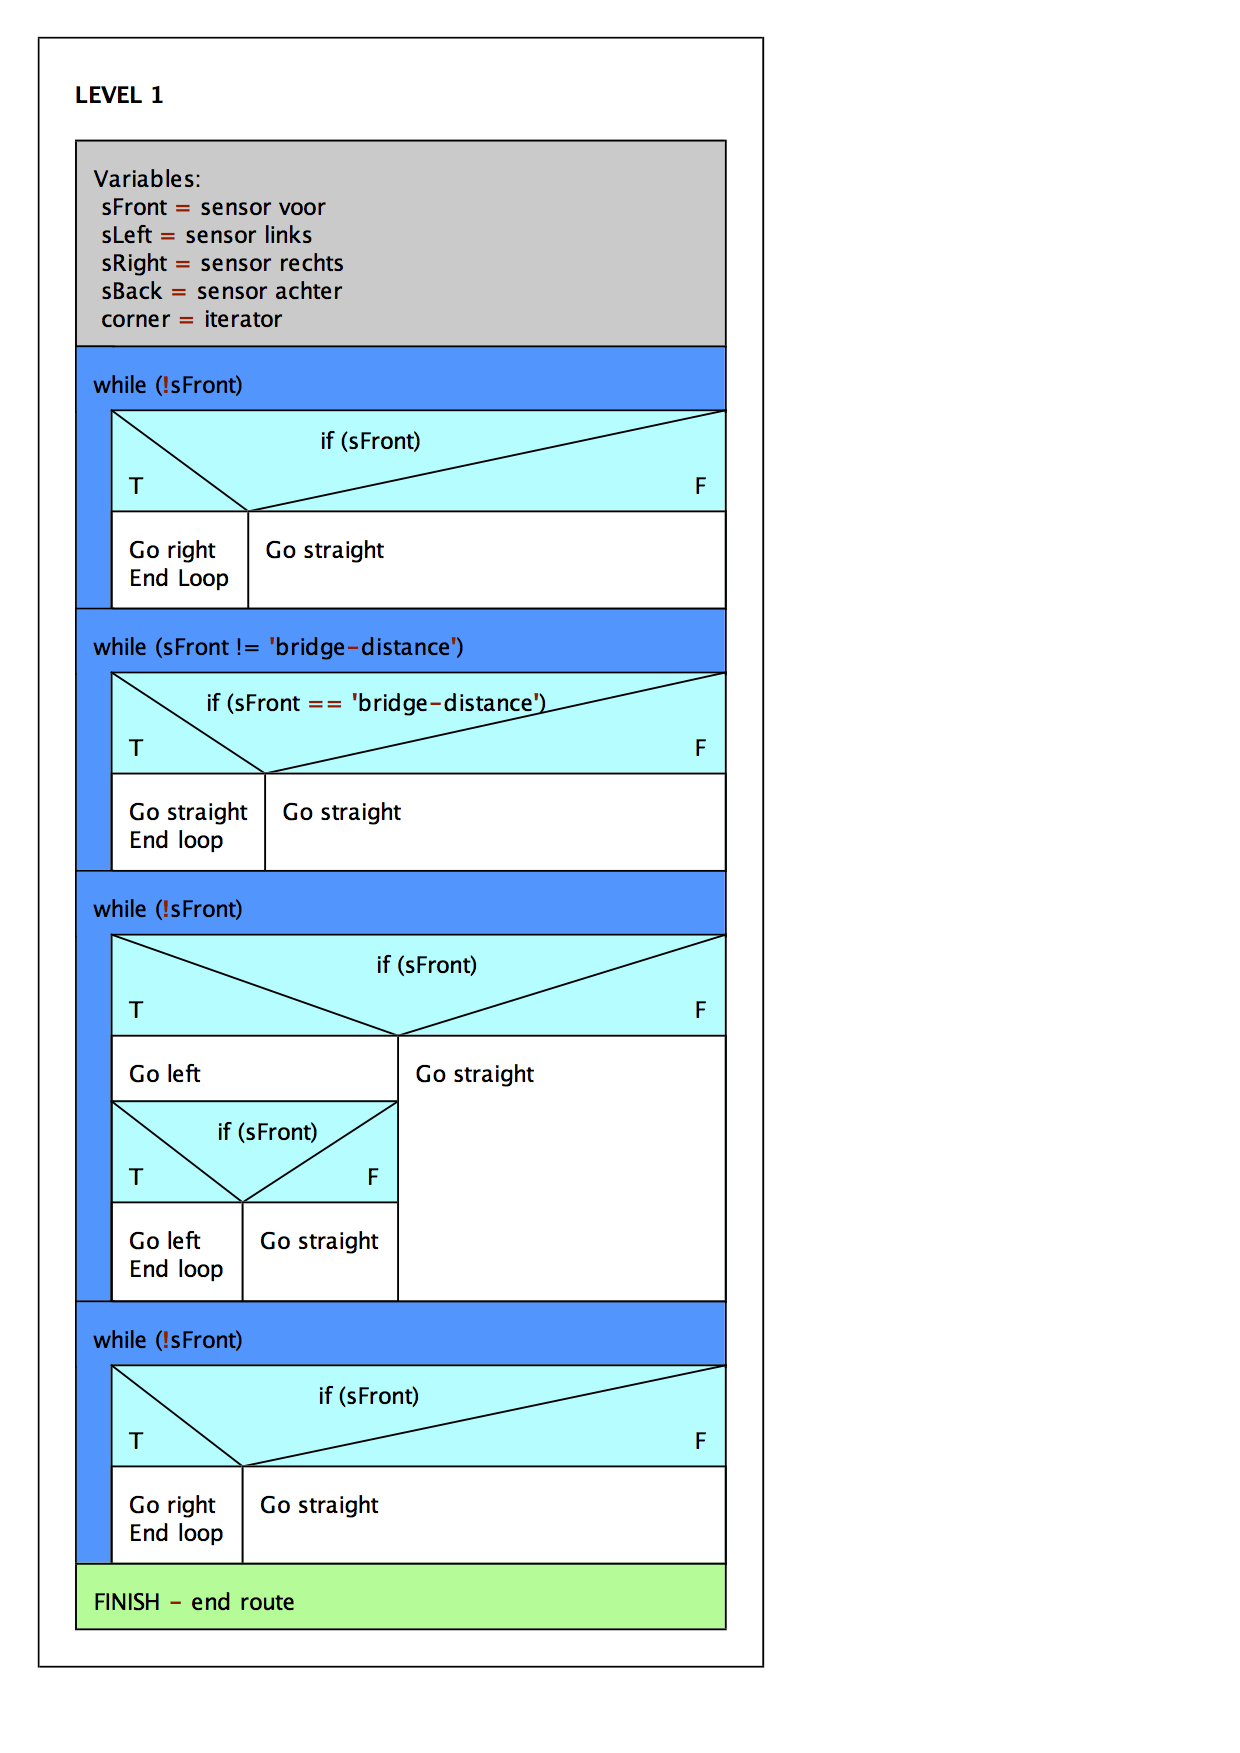 LEVEL 1
Variables:
sFront = sensor voor
sLeft = sensor links
sRight = sensor rechts
sBack = sensor achter
corner = iterator
while (!sFront)
if (sFront)
T F
Go right Go straight
End Loop
while (sFront != 'bridge-distance')
if (sFront == 'bridge-distance')
T F
Go straight Go straight
End loop
while (!sFront)
if (sFront)
T F
Go left Go straight
if (sFront)
T F
Go left Go straight
End loop
while (!sFront)
if (sFront)
T F
Go right Go straight
End loop
FINISH - end route